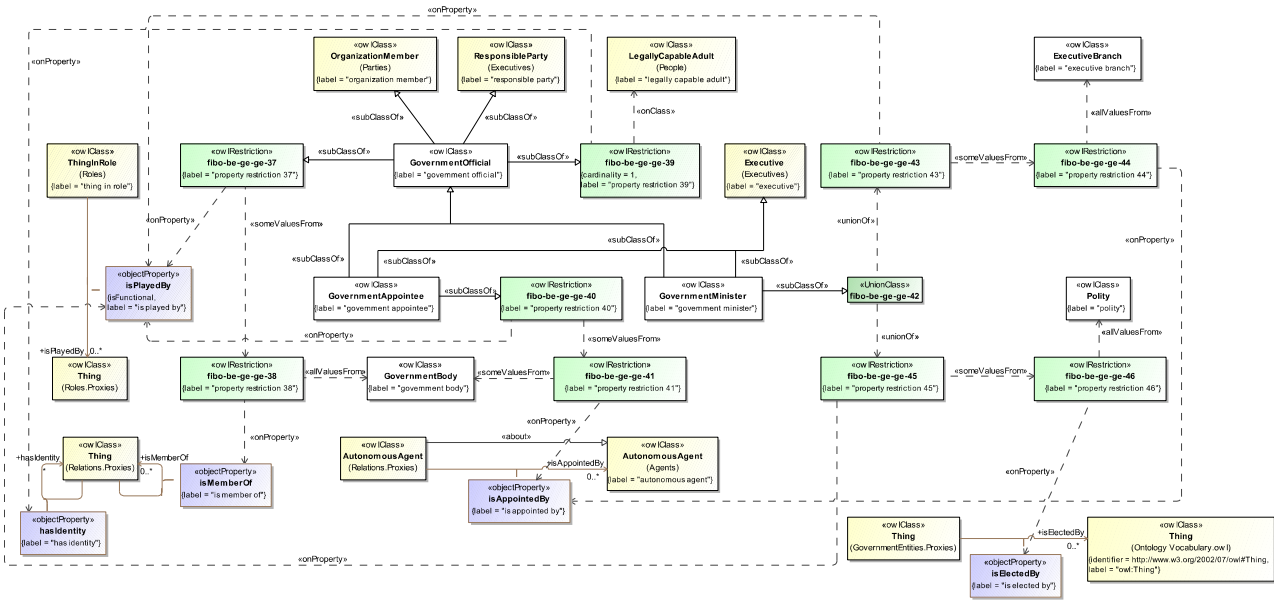 «onProperty»
«onProperty»
«owlClass»
OrganizationMember
(Parties)
{label = "organization member"}
«owlClass»
ResponsibleParty
(Executives)
{label = "responsible party"}
«owlClass»
LegallyCapableAdult
(People)
{label = "legally capable adult"}
«owlClass»
ExecutiveBranch
{label = "executive branch"}
«subClassOf»
«subClassOf»
«onClass»
«allValuesFrom»
«owlClass»
ThingInRole
(Roles)
{label = "thing in role"}
«owlRestriction»
fibo-be-ge-ge-37
{label = "property restriction 37"}
«subClassOf»
«owlClass»
GovernmentOfficial
{label = "government official"}
«subClassOf»
«owlRestriction»
fibo-be-ge-ge-39
{cardinality = 1,
label = "property restriction 39"}
«owlClass»
Executive
(Executives)
{label = "executive"}
«owlRestriction»
fibo-be-ge-ge-43
{label = "property restriction 43"}
«someValuesFrom»
«owlRestriction»
fibo-be-ge-ge-44
{label = "property restriction 44"}
«onProperty»
«someValuesFrom»
«unionOf»
«onProperty»
«subClassOf»
«subClassOf»
«subClassOf»
«subClassOf»
«objectProperty»
isPlayedBy
{isFunctional,
label = "is played by"}
«owlClass»
GovernmentAppointee
{label = "government appointee"}
«subClassOf»
«owlRestriction»
fibo-be-ge-ge-40
{label = "property restriction 40"}
«owlClass»
GovernmentMinister
{label = "government minister"}
«subClassOf»
«UnionClass»
fibo-be-ge-ge-42
«owlClass»
Polity
{label = "polity"}
«onProperty»
«someValuesFrom»
«unionOf»
«allValuesFrom»
+isPlayedBy
0..*
«owlClass»
Thing
(Roles.Proxies)
«owlRestriction»
fibo-be-ge-ge-38
{label = "property restriction 38"}
«allValuesFrom»
«owlClass»
GovernmentBody
{label = "government body"}
«someValuesFrom»
«owlRestriction»
fibo-be-ge-ge-41
{label = "property restriction 41"}
«owlRestriction»
fibo-be-ge-ge-45
{label = "property restriction 45"}
«someValuesFrom»
«owlRestriction»
fibo-be-ge-ge-46
{label = "property restriction 46"}
«onProperty»
«onProperty»
«onProperty»
+hasIdentity
*
«owlClass»
Thing
(Relations.Proxies)
+isMemberOf
0..*
«objectProperty»
isMemberOf
{label = "is member of"}
«owlClass»
AutonomousAgent
(Relations.Proxies)
«about»
+isAppointedBy
0..*
«owlClass»
AutonomousAgent
(Agents)
{label = "autonomous agent"}
«objectProperty»
isAppointedBy
{label = "is appointed by"}
«objectProperty»
hasIdentity
{label = "has identity"}
«onProperty»
«owlClass»
Thing
(GovernmentEntities.Proxies)
+isElectedBy
0..*
«owlClass»
Thing
(Ontology Vocabulary.owl)
{identifier = http://www.w3.org/2002/07/owl#Thing,
label = "owl:Thing"}
«objectProperty»
isElectedBy
{label = "is elected by"}